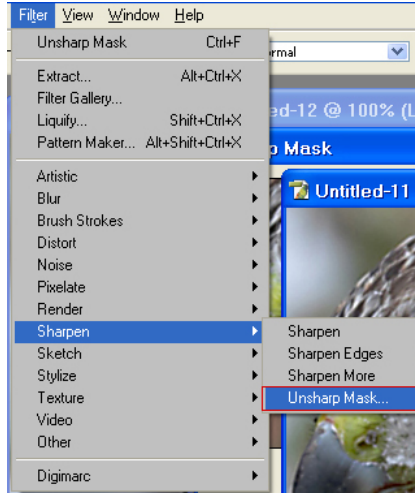 Filter View Window Help
Unsharp Mask Ctrl+F
rmal
Extract... Alt+Ctrl+X
Filter Gallery...
Liquify... Shift+Ctrl+X
Pattern Maker... Alt+Shift+Ctrl+X
ed-12 @ 100% (L
p Mask
Artistic
Blur
Brush Strokes
Distort
Noise
Pixelate
Render
Sharpen
Sketch
Stylize
Texture
Video
Other
Digimarc
Untitled-11
Sharpen
Sharpen Edges
Sharpen More
Unsharp Mask...